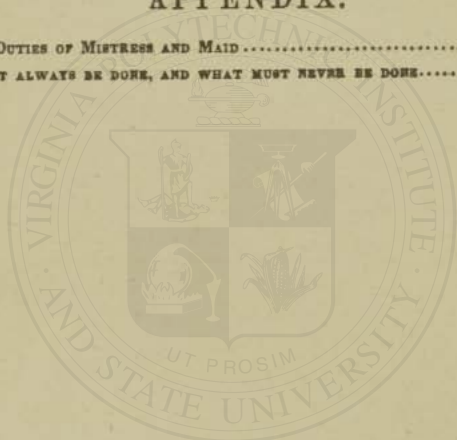 APPENDIX.
DUTIES OF MISTRESS AND MAID
T ALWAYS BE DONE, AND WHAT MUST NEVER BE DONE
VIRGINIA POLYTECHNIC INSTITUTE
AND STATE UNIVERSITY
UT PROSIM